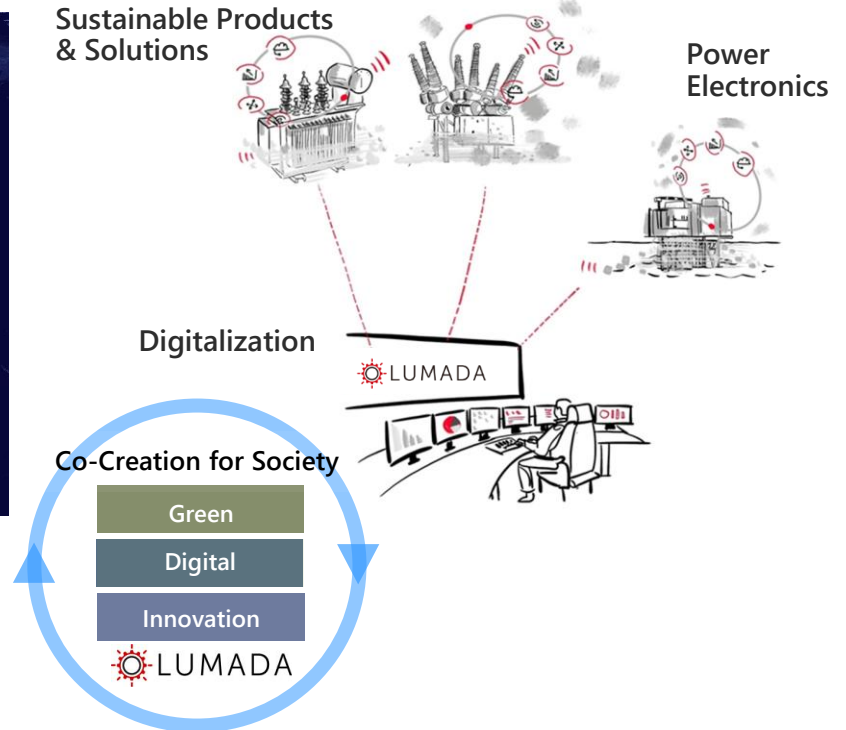 Sustainable Products
& Solutions
Power
Electronics
Digitalization
LUMADA
Co-Creation for Society
Green
Digital
Innovation
LUMADA